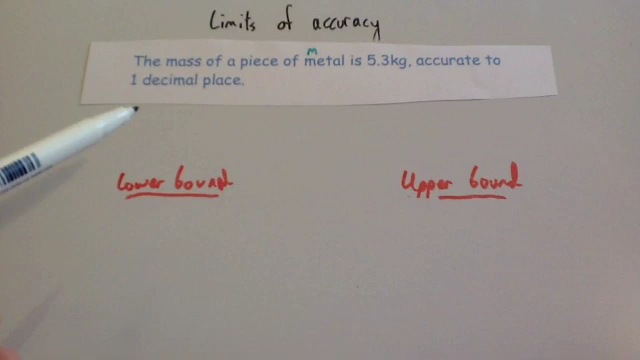 Limits of accuracy
m
The mass of a piece of metal is 5.3kg, accurate to
1 decimal place.
Lower bound
Upper bound